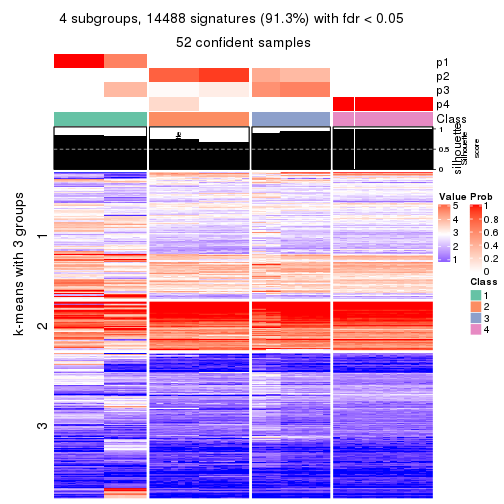 4 subgroups, 14488 signatures (91.3%) with fdr < 0.05
52 confident samples
p1
p2
p3
p4
Class
silhouette
1
0.5
0
Silhouette
score
k-means with 3 groups
1
2
3
Value
5
4
3
2
1
Prob
1
0.8
0.6
0.4
0.2
0
Class
1
2
3
4